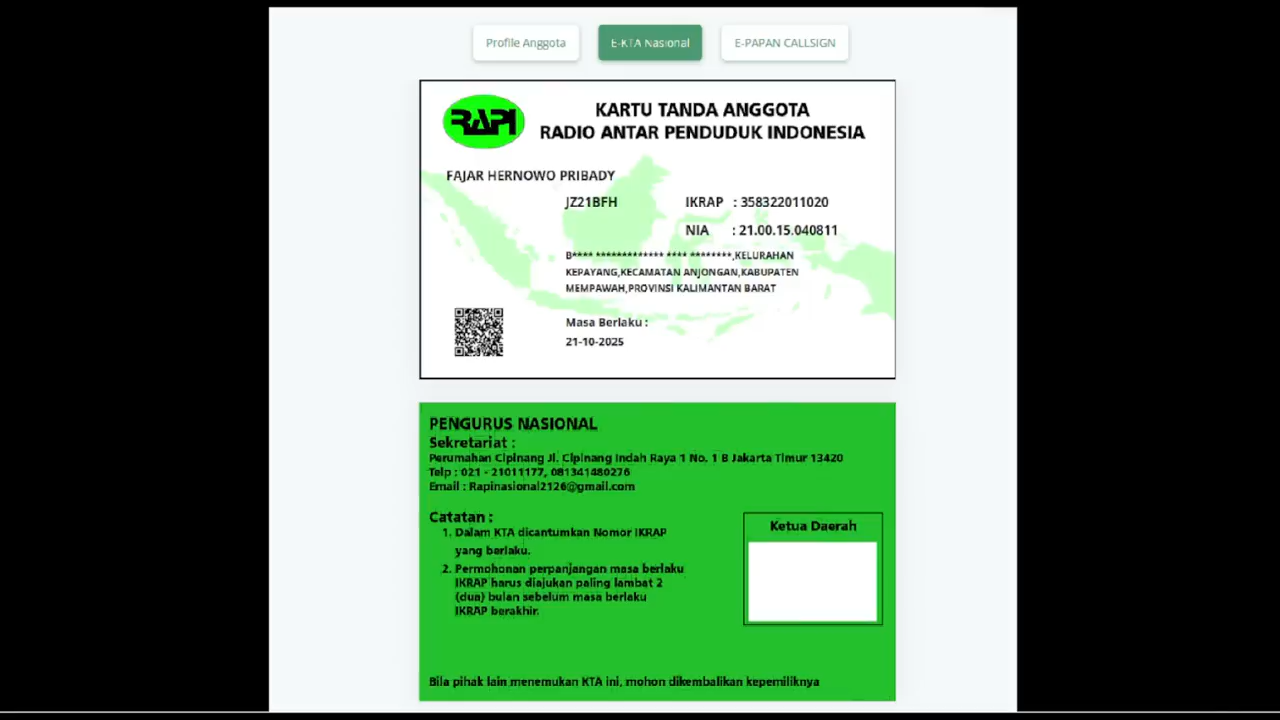 Profile Anggota
E-KTA Nasional
E-PAPAN CALLSIGN
RAPI
KARTU TANDA ANGGOTA
RADIO ANTAR PENDUDUK INDONESIA
FAJAR HERNOWO PRIBADY
JZ21BFH
IKRAP : 358322011020
NIA : 21.00.15.040811
B**** ************* **** ********,KELURAHAN
KEPAYANG,KECAMATAN ANJONGAN,KABUPATEN
MEMPAWAH,PROVINSI KALIMANTAN BARAT
Masa Berlaku :
21-10-2025
PENGURUS NASIONAL
Sekretariat :
Perumahan Cipinang Jl. Cipinang Indah Raya 1 No. 1 B Jakarta Timur 13420
Telp : 021 - 21011177, 081341480276
Email : Rapinasional2126@gmail.com
Catatan :
1. Dalam KTA dicantumkan Nomor IKRAP
yang berlaku.
2. Permohonan perpanjangan masa berlaku
IKRAP harus diajukan paling lambat 2
(dua) bulan sebelum masa berlaku
IKRAP berakhir.
Ketua Daerah
Bila pihak lain menemukan KTA ini, mohon dikembalikan kepemiliknya